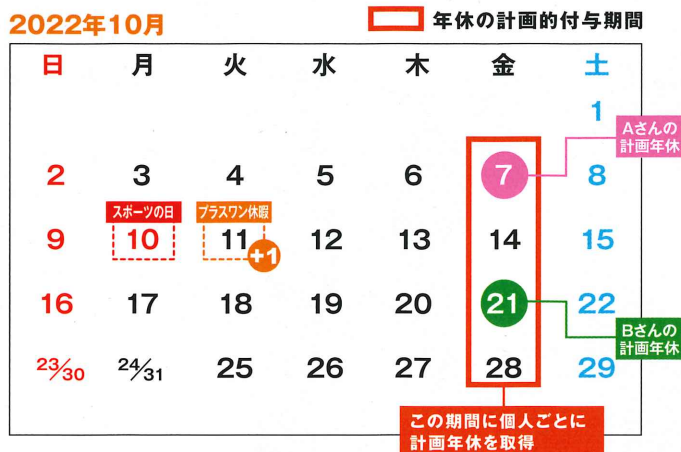 2022年10月
年休の計画的付与期間
日 月 火 水 木 金 土
1
Aさんの
計画年休
2 3 4 5 6 7 8
スポーツの日 プラスワン休暇
9 10 11 12 13 14 15
+1
16 17 18 19 20 21 22
Bさんの
計画年休
23/30 24/31 25 26 27 28 29
この期間に個人ごとに
計画年休を取得